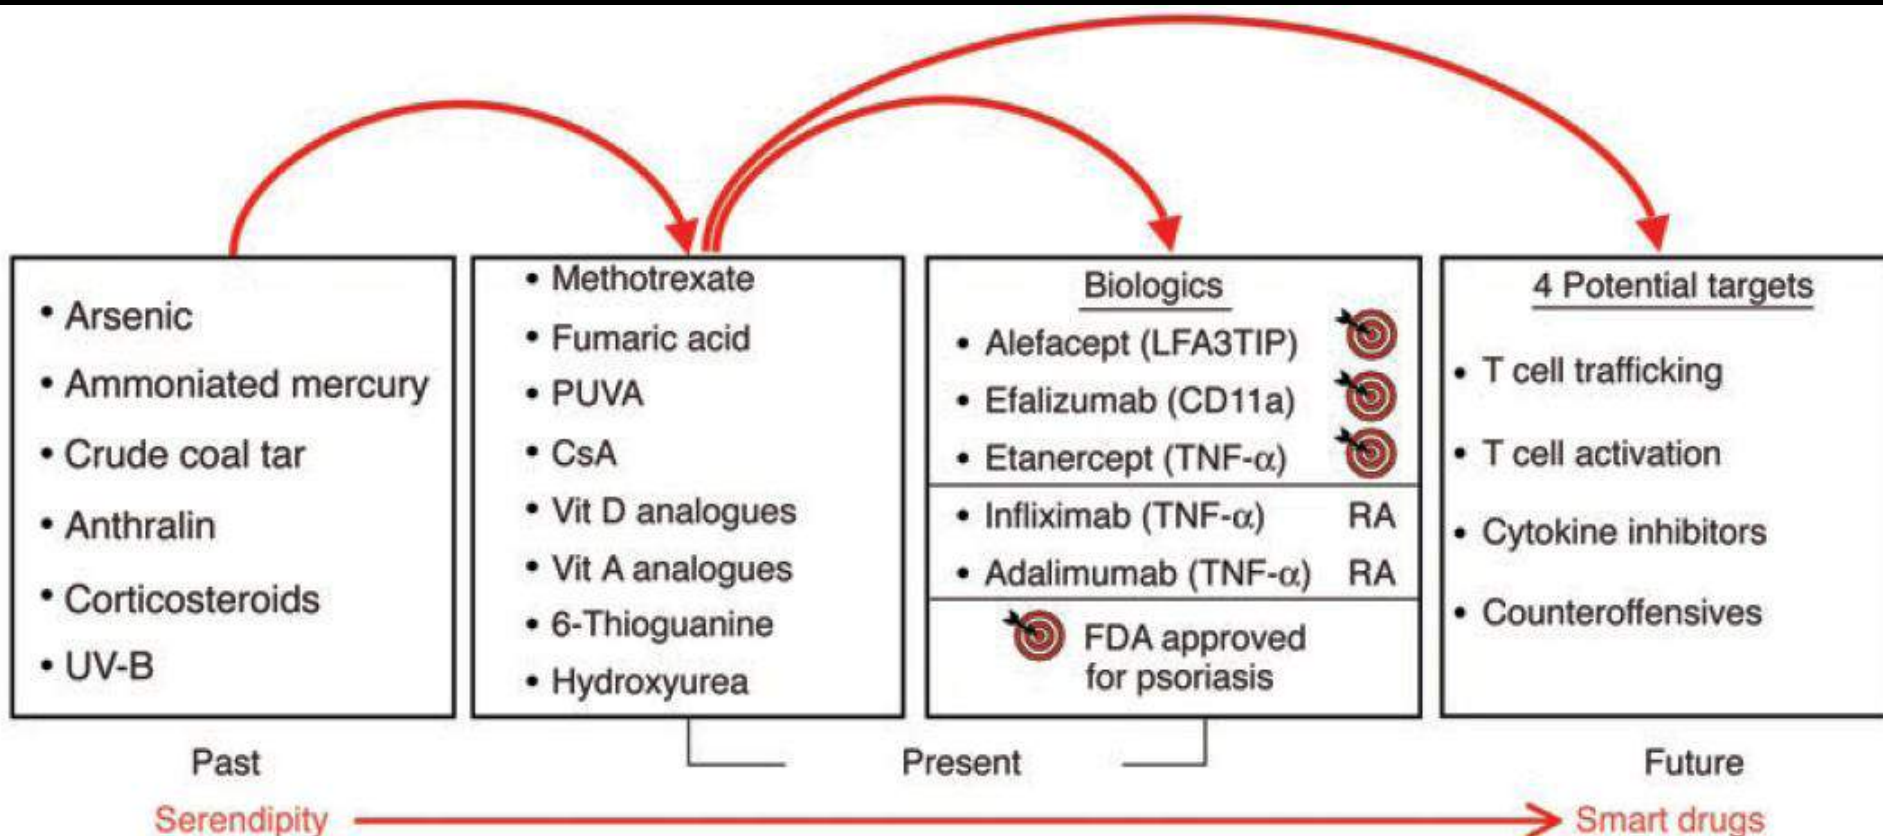 • Arsenic
• Ammoniated mercury
• Crude coal tar
• Anthralin
• Corticosteroids
• UV-B
• Methotrexate
• Fumaric acid
• PUVA
• CsA
• Vit D analogues
• Vit A analogues
• 6-Thioguanine
• Hydroxyurea
Biologics
• Alefacept (LFA3TIP)
• Efalizumab (CD11a)
• Etanercept (TNF-α)
• Infliximab (TNF-α) RA
• Adalimumab (TNF-α) RA
FDA approved
for psoriasis
4 Potential targets
• T cell trafficking
• T cell activation
• Cytokine inhibitors
• Counteroffensives
Past
Present
Future
Serendipity
Smart drugs